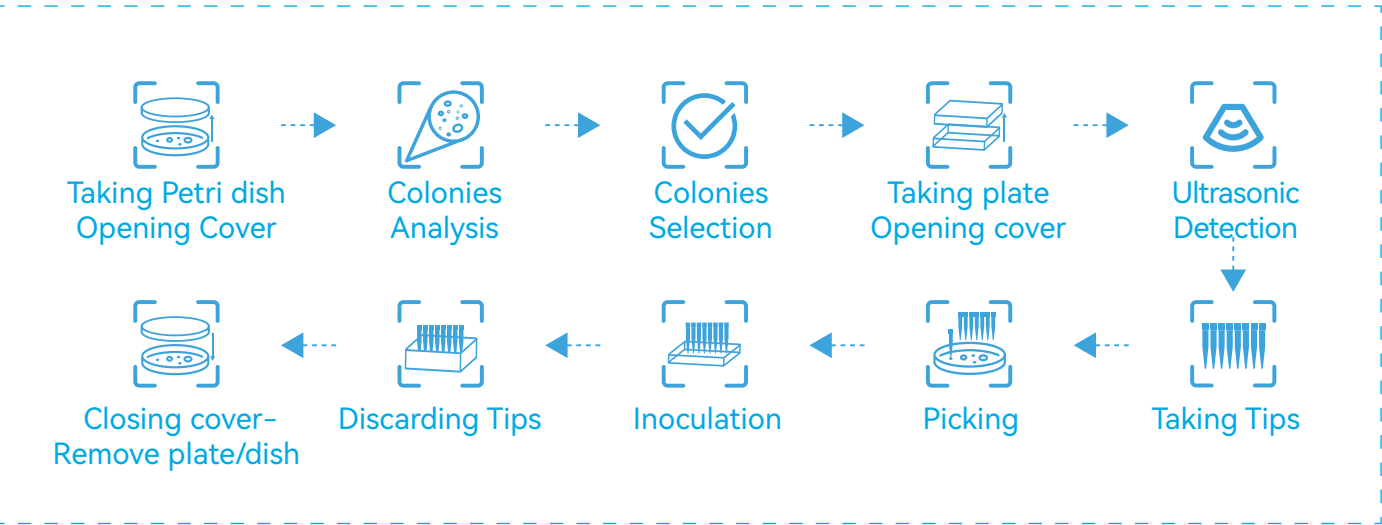 Taking Petri dish
Opening Cover
Colonies
Analysis
Colonies
Selection
Taking plate
Opening cover
Ultrasonic
Detection
Closing cover-
Remove plate/dish
Discarding Tips
Inoculation
Picking
Taking Tips